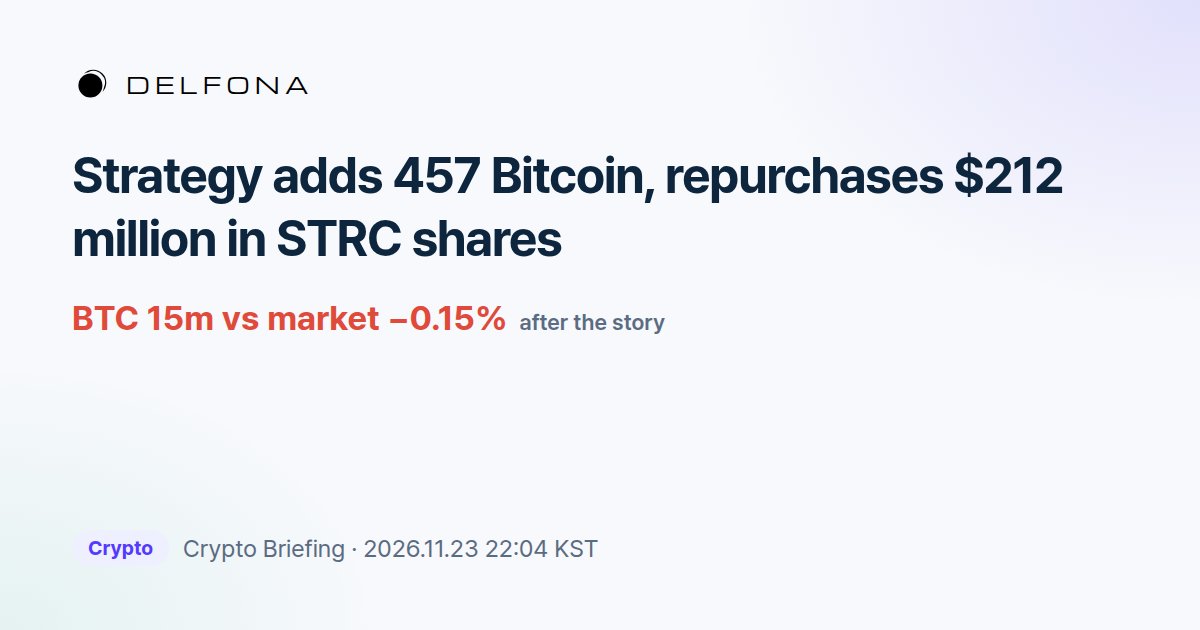 DELFONA
Strategy adds 457 Bitcoin, repurchases $212
million in STRC shares
BTC 15m vs market −0.15% after the story
Crypto Crypto Briefing · 2026.11.23 22:04 KST